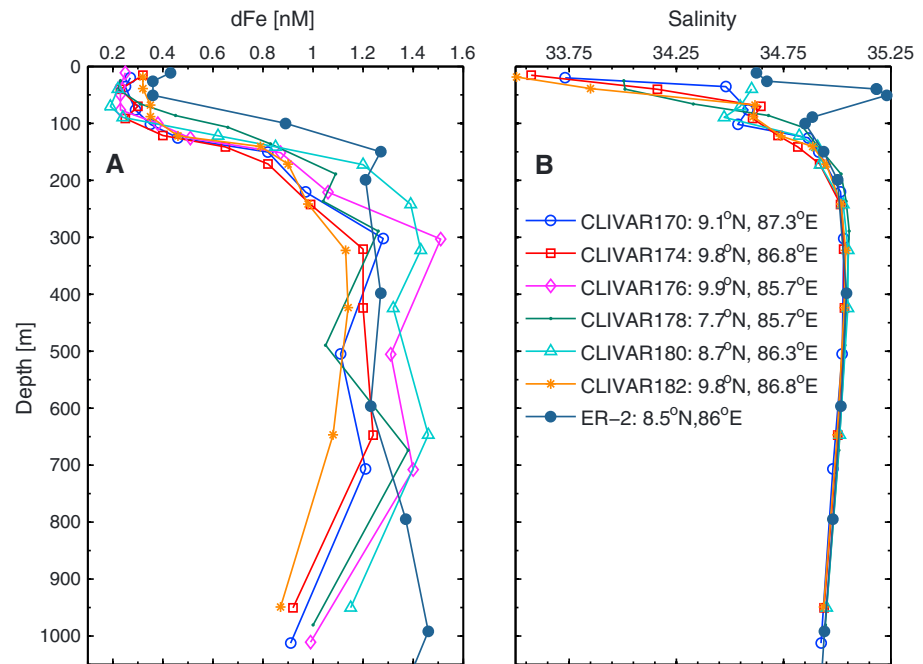 dFe [nM]
Salinity
0.2 0.4 0.6 0.8 1 1.2 1.4 1.6
33.75 34.25 34.75 35.25
0
100
200
300
400
500
600
700
800
900
1000
Depth [m]
A
B
CLIVAR170: 9.1°N, 87.3°E
CLIVAR174: 9.8°N, 86.8°E
CLIVAR176: 9.9°N, 85.7°E
CLIVAR178: 7.7°N, 85.7°E
CLIVAR180: 8.7°N, 86.3°E
CLIVAR182: 9.8°N, 86.8°E
ER−2: 8.5°N,86°E